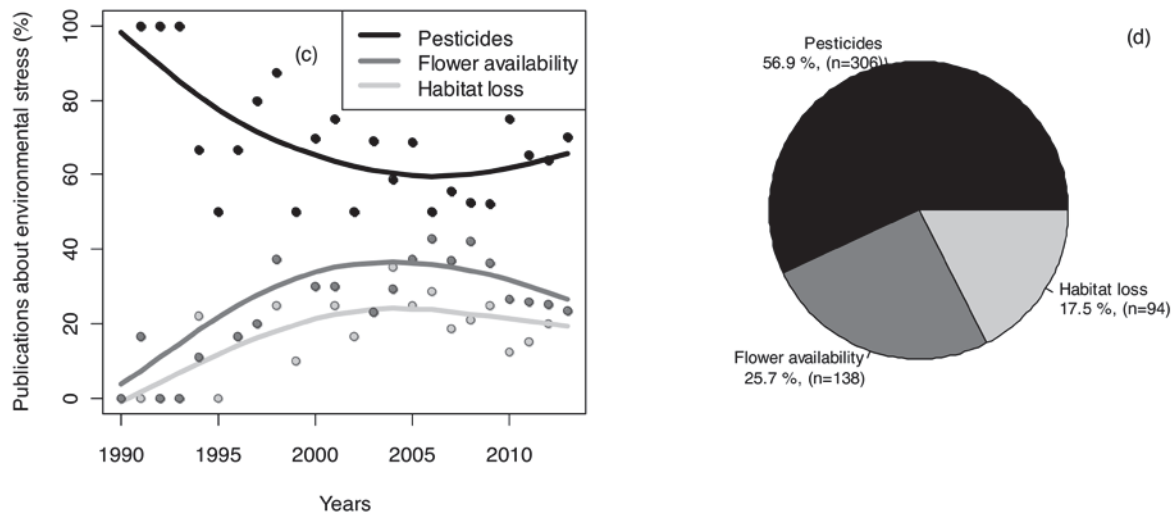 Publications about environmental stress (%)
100
80
60
40
20
0
(c)
Pesticides
Flower availability
Habitat loss
1990
1995
2000
2005
2010
Years
(d)
Pesticides
56.9 %, (n=306)
Habitat loss
17.5 %, (n=94)
Flower availability
25.7 %, (n=138)